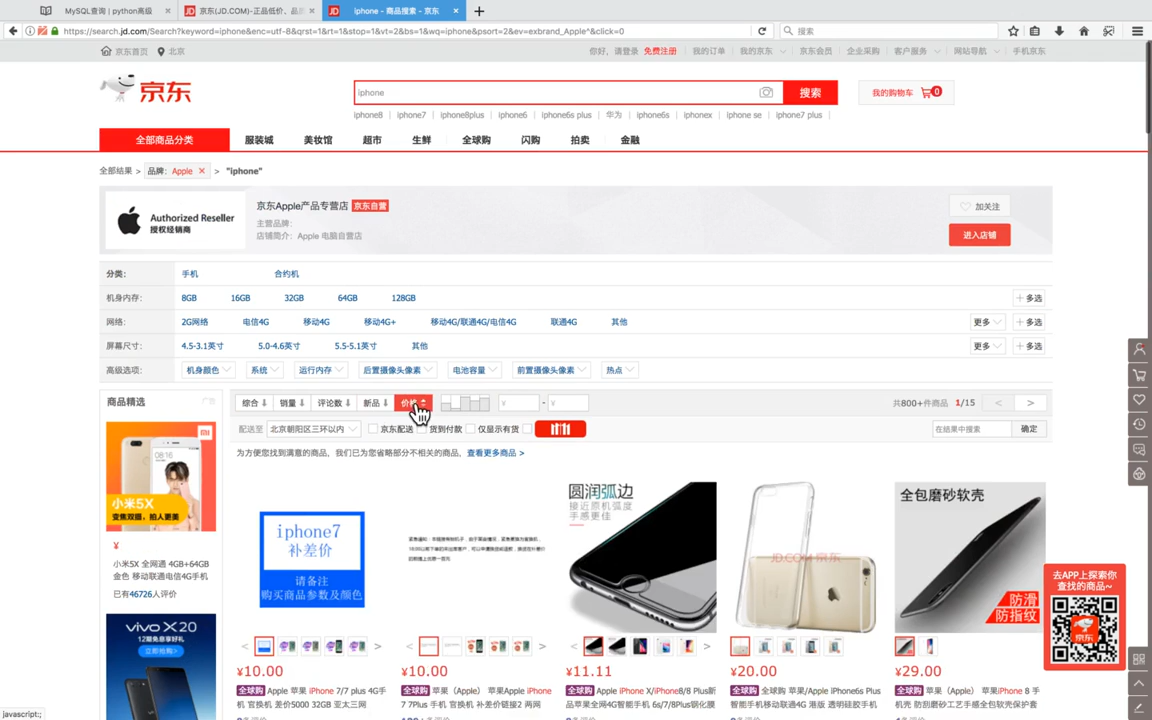 MySQL查询 | python高级
京东(JD.COM)-正品低价、品质
iphone - 商品搜索 - 京东
https://search.jd.com/Search?keyword=iphone&enc=utf-8&qrst=1&rt=1&stop=1&vt=2&bs=1&wq=iphone&psort=2&ev=exbrand_Apple^&click=0
搜索
京东首页 北京
你好，请登录 免费注册 我的订单 我的京东 京东会员 企业采购 客户服务 网站导航 手机京东
京东
iphone
搜索
我的购物车 0
iphone8 iphone7 iphone8plus iphone6 iphone6s plus 华为 iphone6s iphonex iphone se iphone7 plus
全部商品分类 服装城 美妆馆 超市 生鲜 全球购 闪购 拍卖 金融
全部结果 > 品牌: Apple × > "iphone"
Authorized Reseller
授权经销商
京东Apple产品专营店 京东自营
主营品牌:
店铺简介: Apple 电脑自营店
加关注
进入店铺
分类: 手机 合约机
机身内存: 8GB 16GB 32GB 64GB 128GB +多选
网络: 2G网络 电信4G 移动4G 移动4G+ 移动4G/联通4G/电信4G 联通4G 其他 更多 +多选
屏幕尺寸: 4.5-3.1英寸 5.0-4.6英寸 5.5-5.1英寸 其他 更多 +多选
高级选项: 机身颜色 系统 运行内存 后置摄像头像素 电池容量 前置摄像头像素 热点
商品精选
综合 销量 评论数 新品 价格 ¥ - ¥
共800+件商品 1/15 < >
配送至 北京朝阳区三环以内 京东配送 货到付款 仅显示有货
在结果中搜索 确定
为方便您找到满意的商品，我们已为您省略部分不相关的商品，查看更多商品 >
小米5X
变焦双摄，拍人更美
¥
小米5X 全网通 4GB+64GB
金色 移动联通电信4G手机
已有46726人评价
vivo X20
12期免息享好礼
立即抢购>
iphone7
补差价
请备注
购买商品参数及颜色
圆润弧边
接近原机弧度
手感更佳
JD.COM 京东
全包磨砂软壳
防滑
防指纹
去APP上探索你
查找的商品~
¥10.00
¥10.00
¥11.11
¥20.00
¥29.00
全球购 Apple 苹果 iPhone 7/7 plus 4G手
机 官换机 补差价 差价5000 32GB 亚太三网
全球购 苹果（Apple） 苹果Apple iPhone
7 7Plus 手机 官换机 补差价链接2 两网
全球购 Apple iPhone X/iPhone8/8 Plus新
品苹果全网4G智能手机 6s/7/8Plus钢化膜
全球购 全球购 苹果/Apple iPhone6s Plus
智能手机移动联通4G 港版 透明硅胶手机
全球购 苹果（Apple） 苹果iPhone 8 手
机壳 防防刮磨砂工艺手感全包软壳保护套
javascript:;